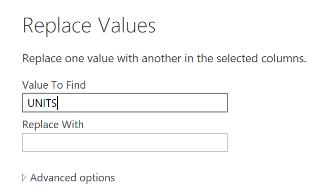 Replace Values
Replace one value with another in the selected columns.
Value To Find
UNITS
Replace With
Advanced options